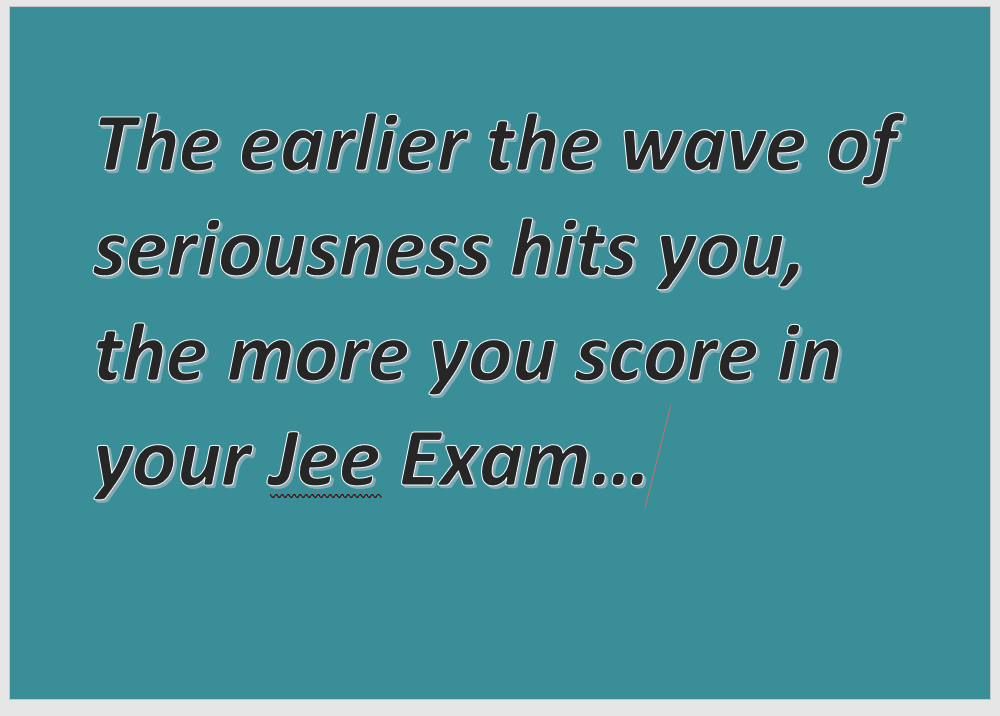 The earlier the wave of
seriousness hits you,
the more you score in
your Jee Exam...